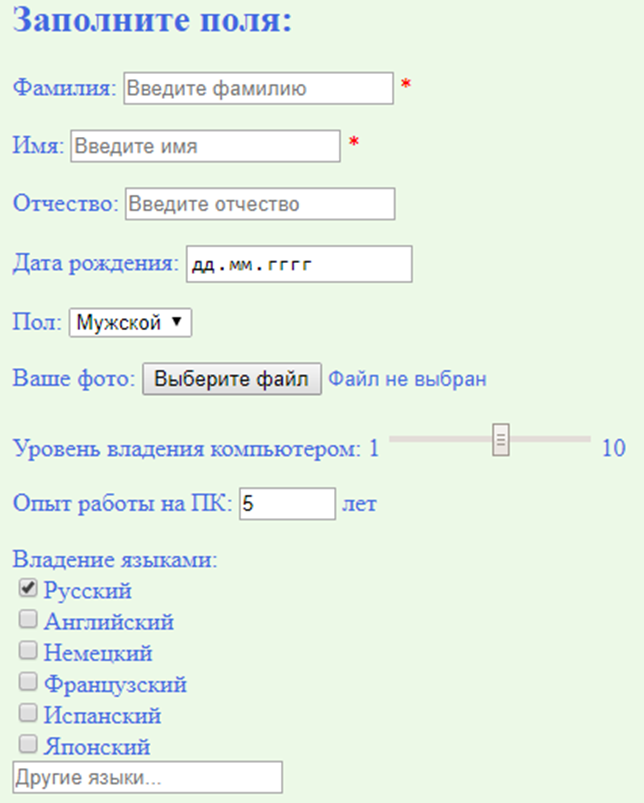 Заполните поля:
Фамилия: Введите фамилию *
Имя: Введите имя *
Отчество: Введите отчество
Дата рождения: дд.мм.гггг
Пол: Мужской
Ваше фото: Выберите файл Файл не выбран
Уровень владения компьютером: 1 10
Опыт работы на ПК: 5 лет
Владение языками:
Русский
Английский
Немецкий
Французский
Испанский
Японский
Другие языки...